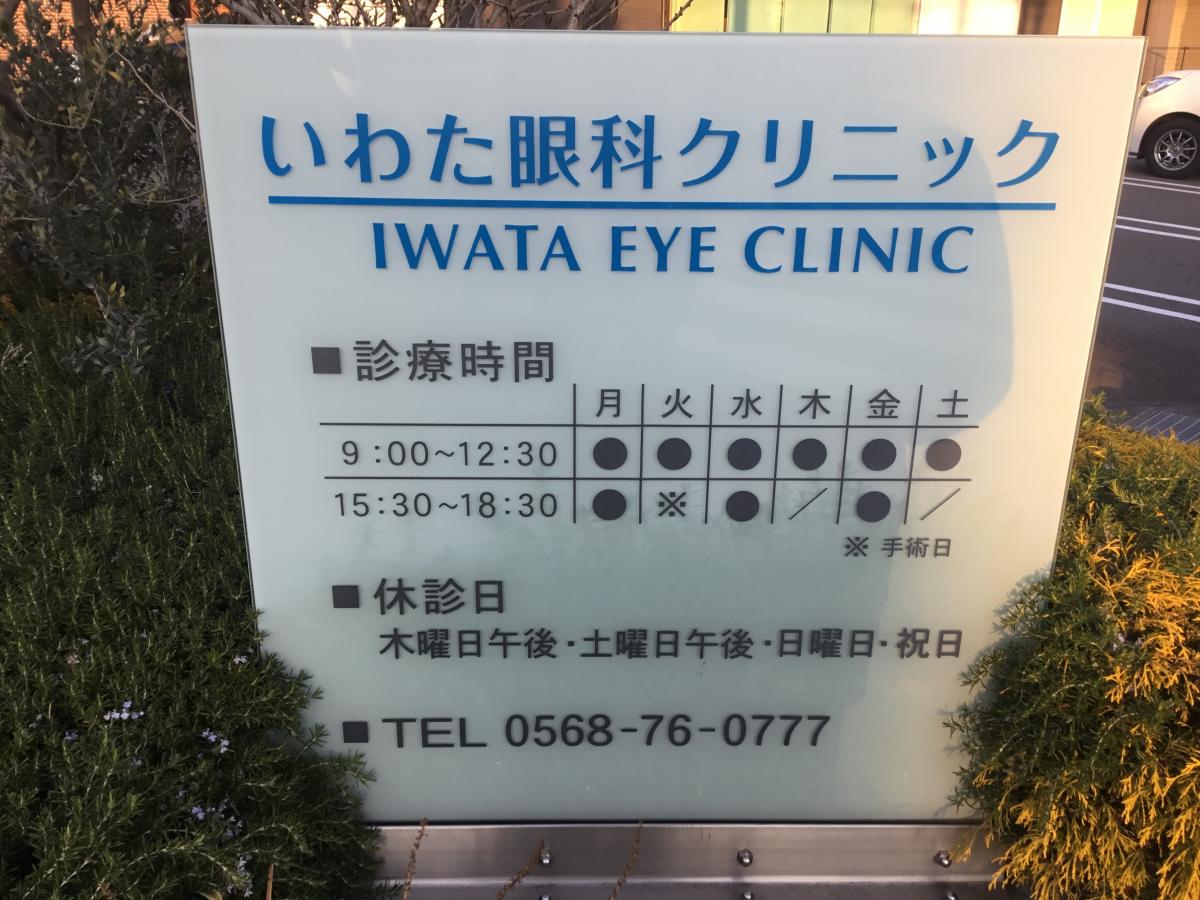 いわた眼科クリニック
IWATA EYE CLINIC
■診療時間
月 火 水 木 金 土
9:00~12:30 ● ● ● ● ● ●
15:30~18:30 ● ※ ● ／ ● ／
※ 手術日
■休診日
木曜日午後・土曜日午後・日曜日・祝日
■TEL 0568-76-0777